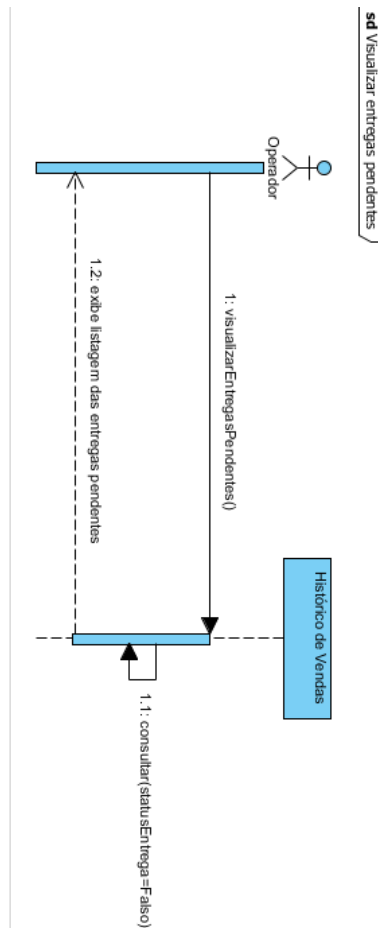 sd Visualizar entregas pendentes
Operador
Histórico de Vendas
1: visualizarEntregasPendentes()
1.1: consultar(statusEntrega=Falso)
1.2: exibe listagem das entregas pendentes